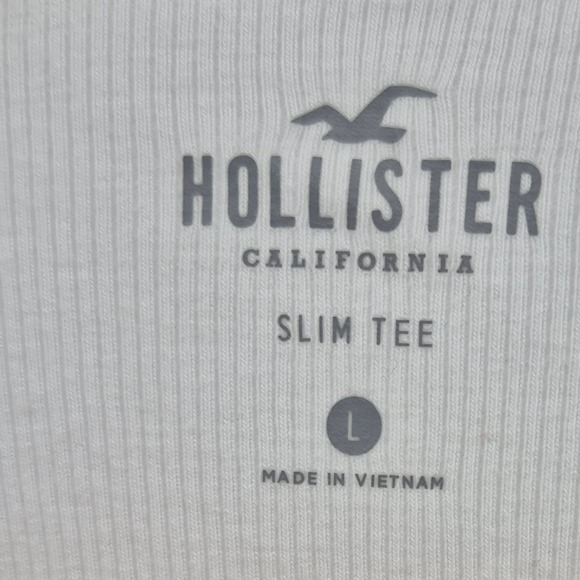 HOLLISTER
CALIFORNIA
SLIM TEE
L
MADE IN VIETNAM